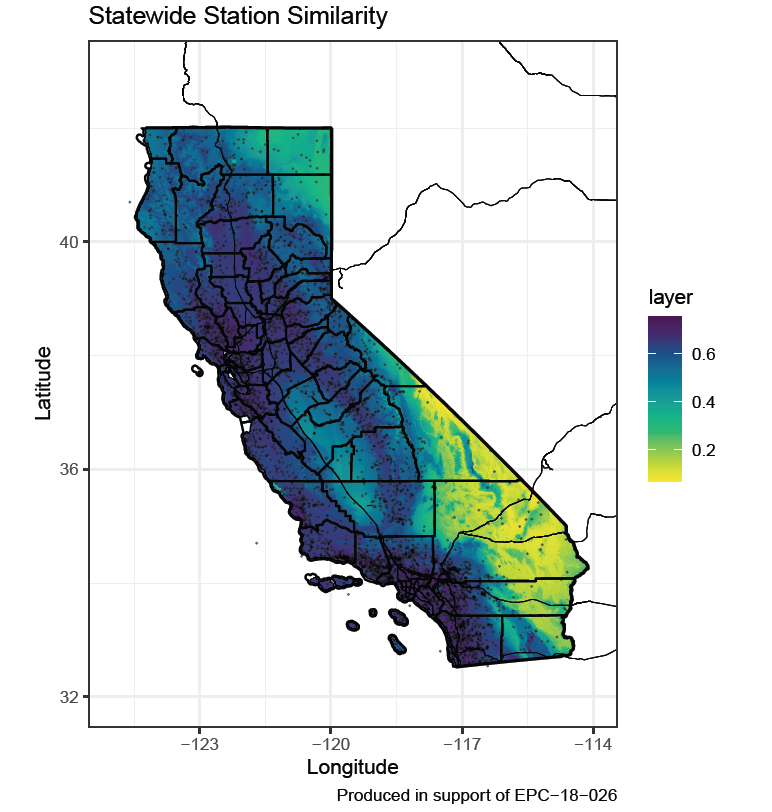 Statewide Station Similarity
40
36
32
Latitude
−123
−120
−117
−114
Longitude
layer
0.6
0.4
0.2
Produced in support of EPC−18−026